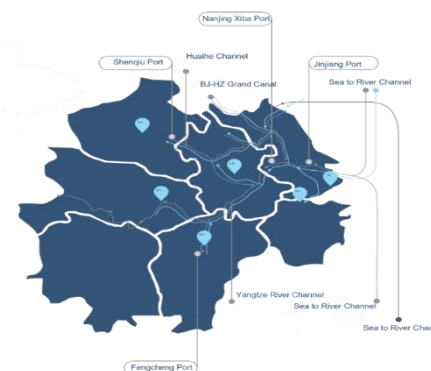 Nanjing Xiba Port
Huaihe Channel
Shenqiu Port
Jinjiang Port
BJ-HZ Grand Canal
Sea to River Channel
Yangtze River Channel
Sea to River Channel
Sea to River Chan
Fengcheng Port